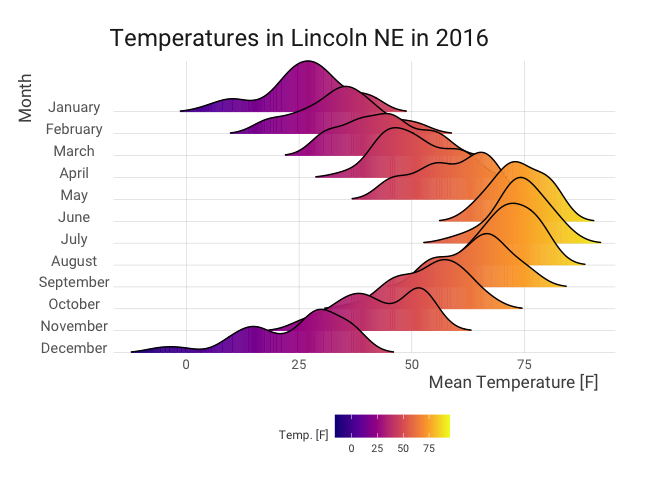 Temperatures in Lincoln NE in 2016
Month
January
February
March
April
May
June
July
August
September
October
November
December
0 25 50 75
Mean Temperature [F]
Temp. [F]
0 25 50 75